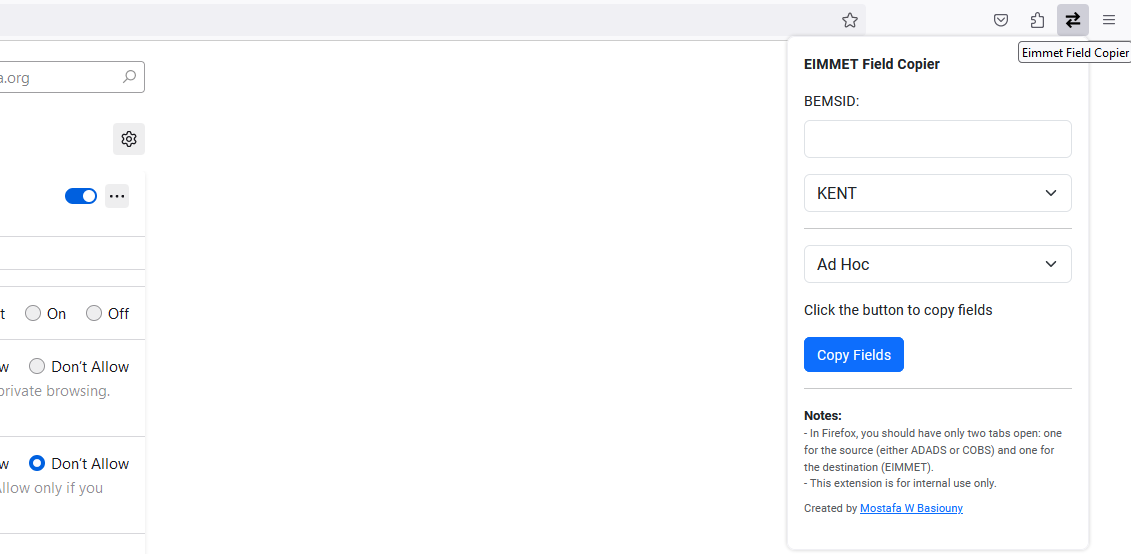 a.org
Eimmet Field Copier
EIMMET Field Copier
BEMSID:
KENT
Ad Hoc
Click the button to copy fields
Copy Fields
Notes:
- In Firefox, you should have only two tabs open: one
for the source (either ADADS or COBS) and one for
the destination (EIMMET).
- This extension is for internal use only.
Created by Mostafa W Basiouny
t On Off
w Don't Allow
private browsing.
w Don't Allow
llow only if you